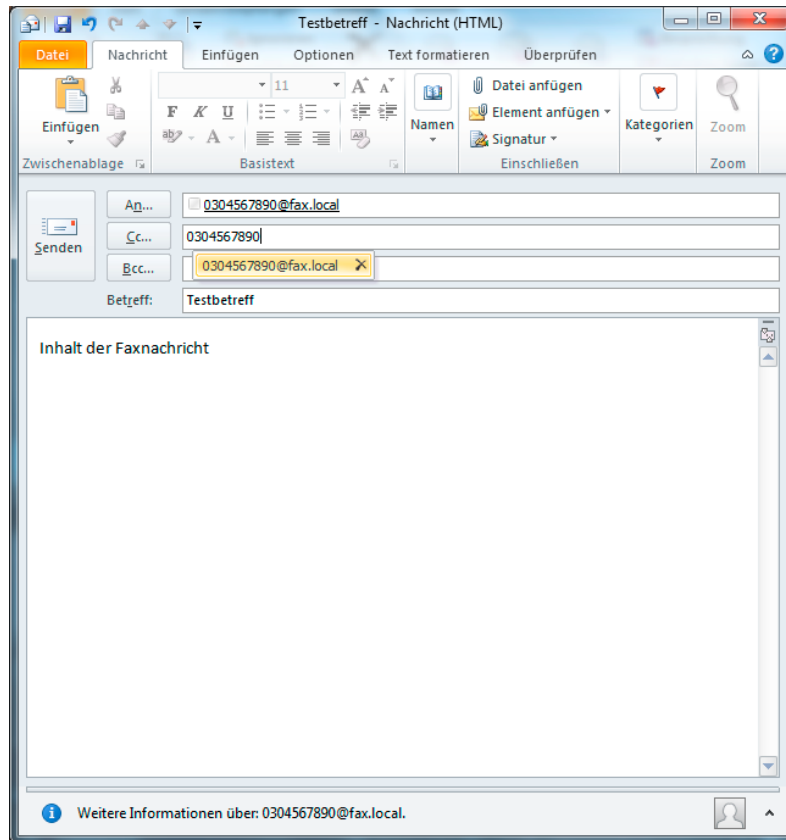 Testbetreff - Nachricht (HTML)
Datei Nachricht Einfügen Optionen Text formatieren Überprüfen
11 A A
Datei anfügen
F K U
Element anfügen
Einfügen
Namen
Kategorien
Zoom
ab A
Signatur
Zwischenablage Basistext Einschließen Zoom
An... 0304567890@fax.local
Senden
Cc... 0304567890
0304567890@fax.local
Bcc...
Betreff: Testbetreff
Inhalt der Faxnachricht
Weitere Informationen über: 0304567890@fax.local.